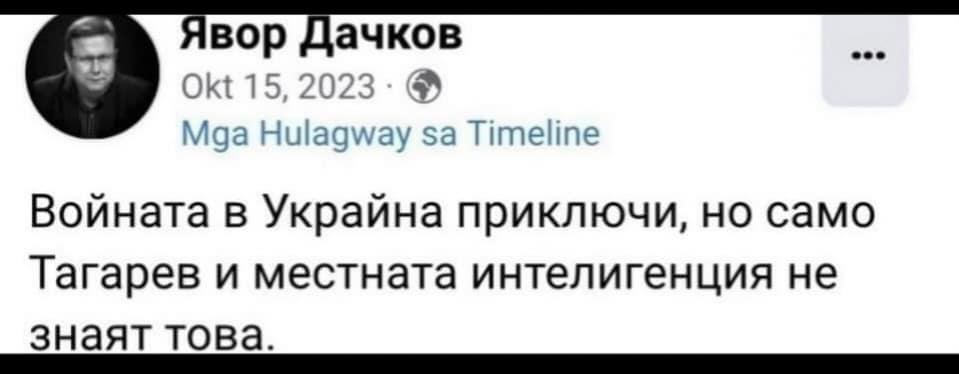 Явор Дачков
Okt 15, 2023 ·
Mga Hulagway sa Timeline
Войната в Украйна приключи, но само
Тагарев и местната интелигенция не
знаят това.